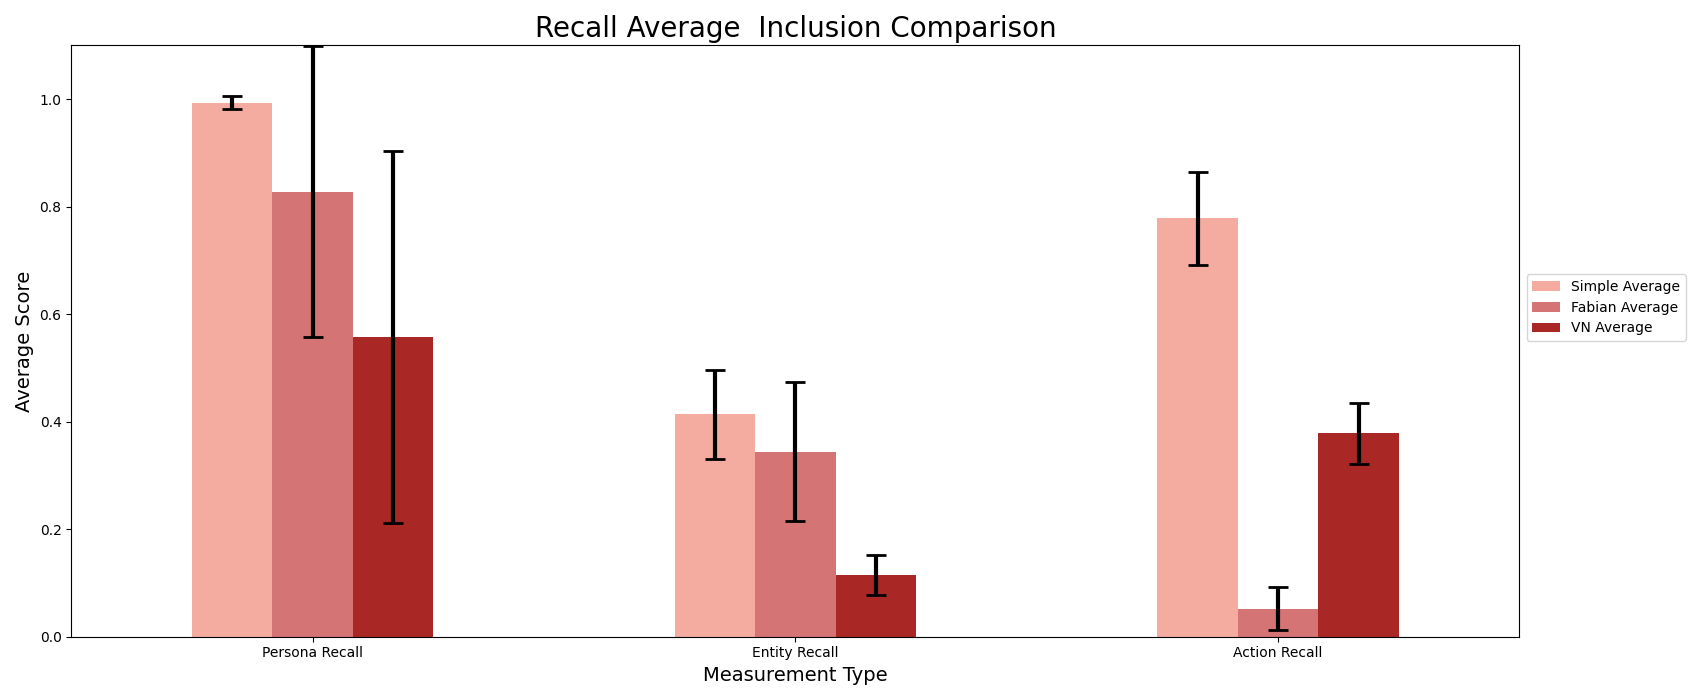 Recall Average  Inclusion Comparison
Average Score
1.0
0.8
0.6
0.4
0.2
0.0
Persona Recall
Entity Recall
Action Recall
Measurement Type
Simple Average
Fabian Average
VN Average